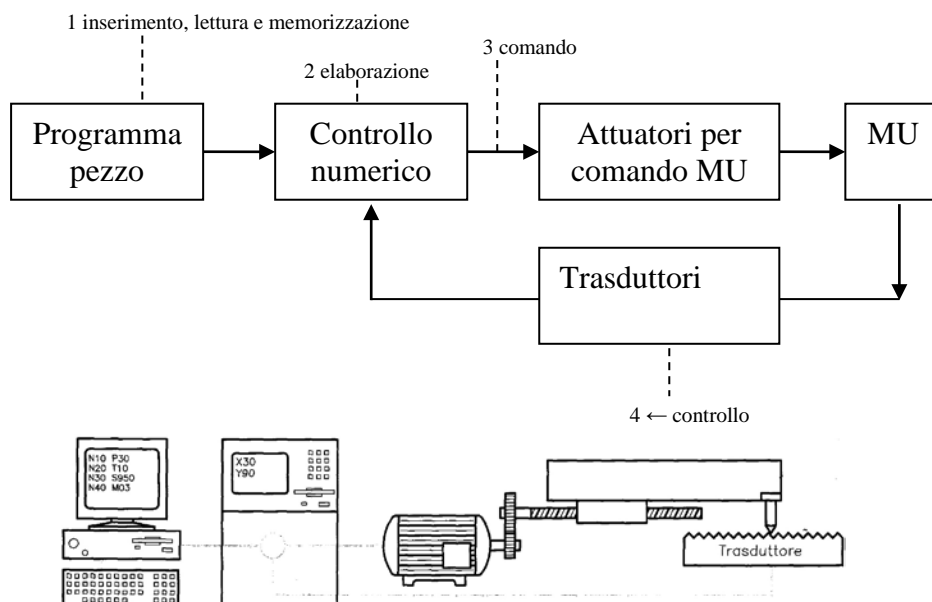 1 inserimento, lettura e memorizzazione
3 comando
2 elaborazione
Programma
pezzo
Controllo
numerico
Attuatori per
comando MU
MU
Trasduttori
4 ← controllo
N10 P30
N20 T10
N30 S950
N40 M03
X30
Y90
Trasduttore